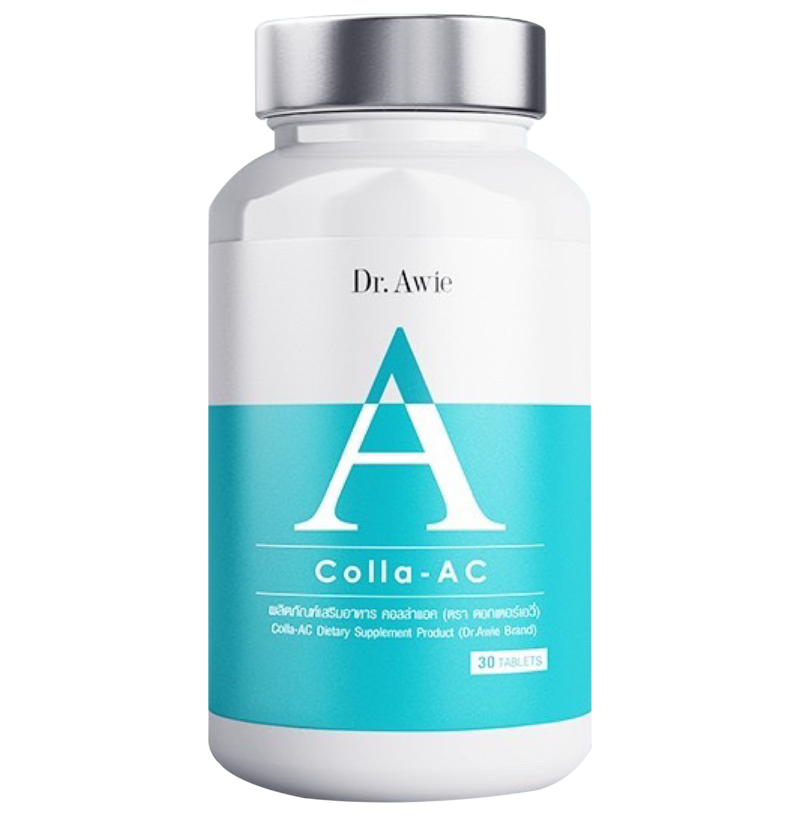 Dr. Awie
A
Colla-AC
ผลิตภัณฑ์เสริมอาหาร คอลล่าแอค (ตรา ดอกเตอร์เอวี่)
Colla-AC Dietary Supplement Product (Dr.Awie Brand)
30 TABLETS